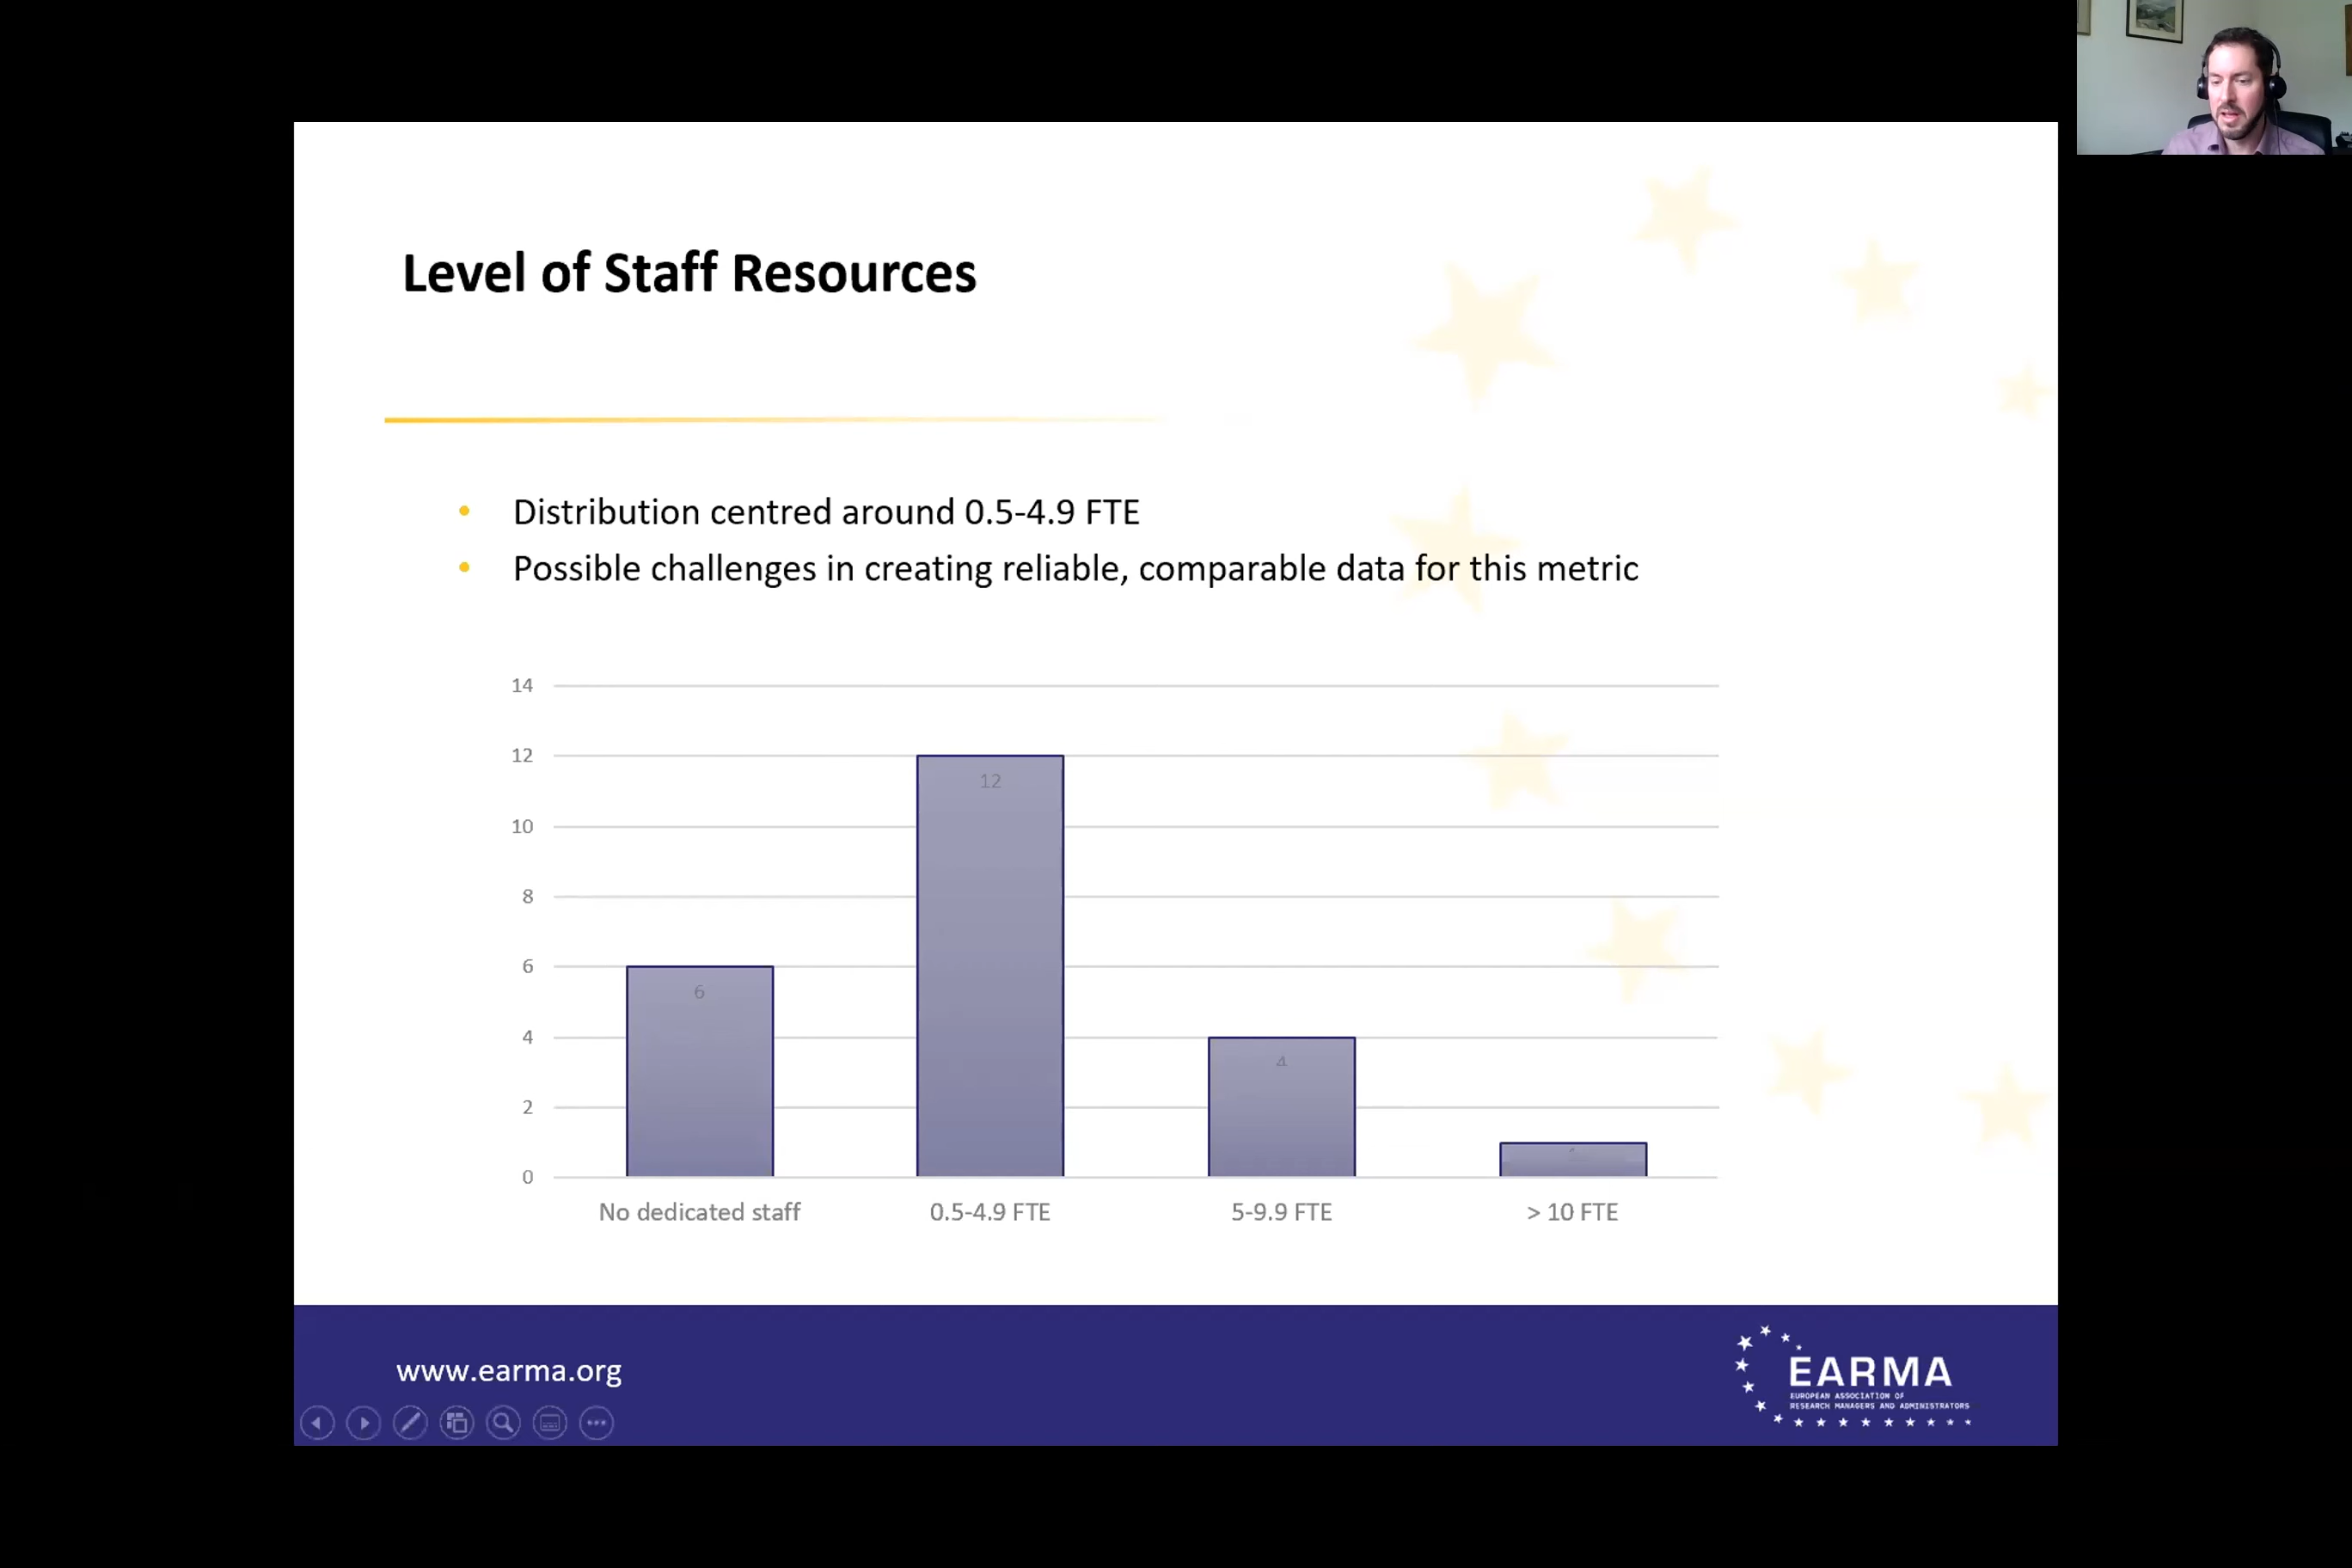 Level of Staff Resources
• Distribution centred around 0.5-4.9 FTE
• Possible challenges in creating reliable, comparable data for this metric
14
12
10
8
6
4
2
0
6
12
4
No dedicated staff
0.5-4.9 FTE
5-9.9 FTE
> 10 FTE
www.earma.org
EARMA
EUROPEAN ASSOCIATION OF
RESEARCH MANAGERS AND ADMINISTRATORS